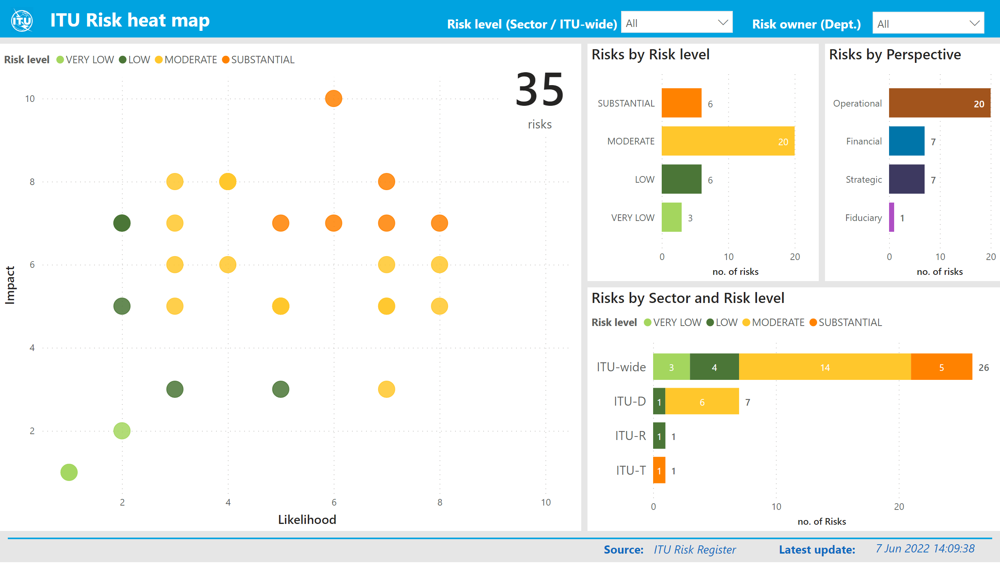 ITU
ITU Risk heat map
Risk level (Sector / ITU-wide)
All
Risk owner (Dept.)
All
Risk level VERY LOW LOW MODERATE SUBSTANTIAL
35
risks
Impact
10
8
6
4
2
2 4 6 8 10
Likelihood
Risks by Risk level
SUBSTANTIAL 6
MODERATE 20
LOW 6
VERY LOW 3
0 10 20
no. of risks
Risks by Perspective
Operational 20
Financial 7
Strategic 7
Fiduciary 1
0 10 20
no. of risks
Risks by Sector and Risk level
Risk level VERY LOW LOW MODERATE SUBSTANTIAL
ITU-wide 3 4 14 5 26
ITU-D 1 6 7
ITU-R 1 1
ITU-T 1 1
0 10 20
no. of Risks
Source: ITU Risk Register
Latest update: 7 Jun 2022 14:09:38